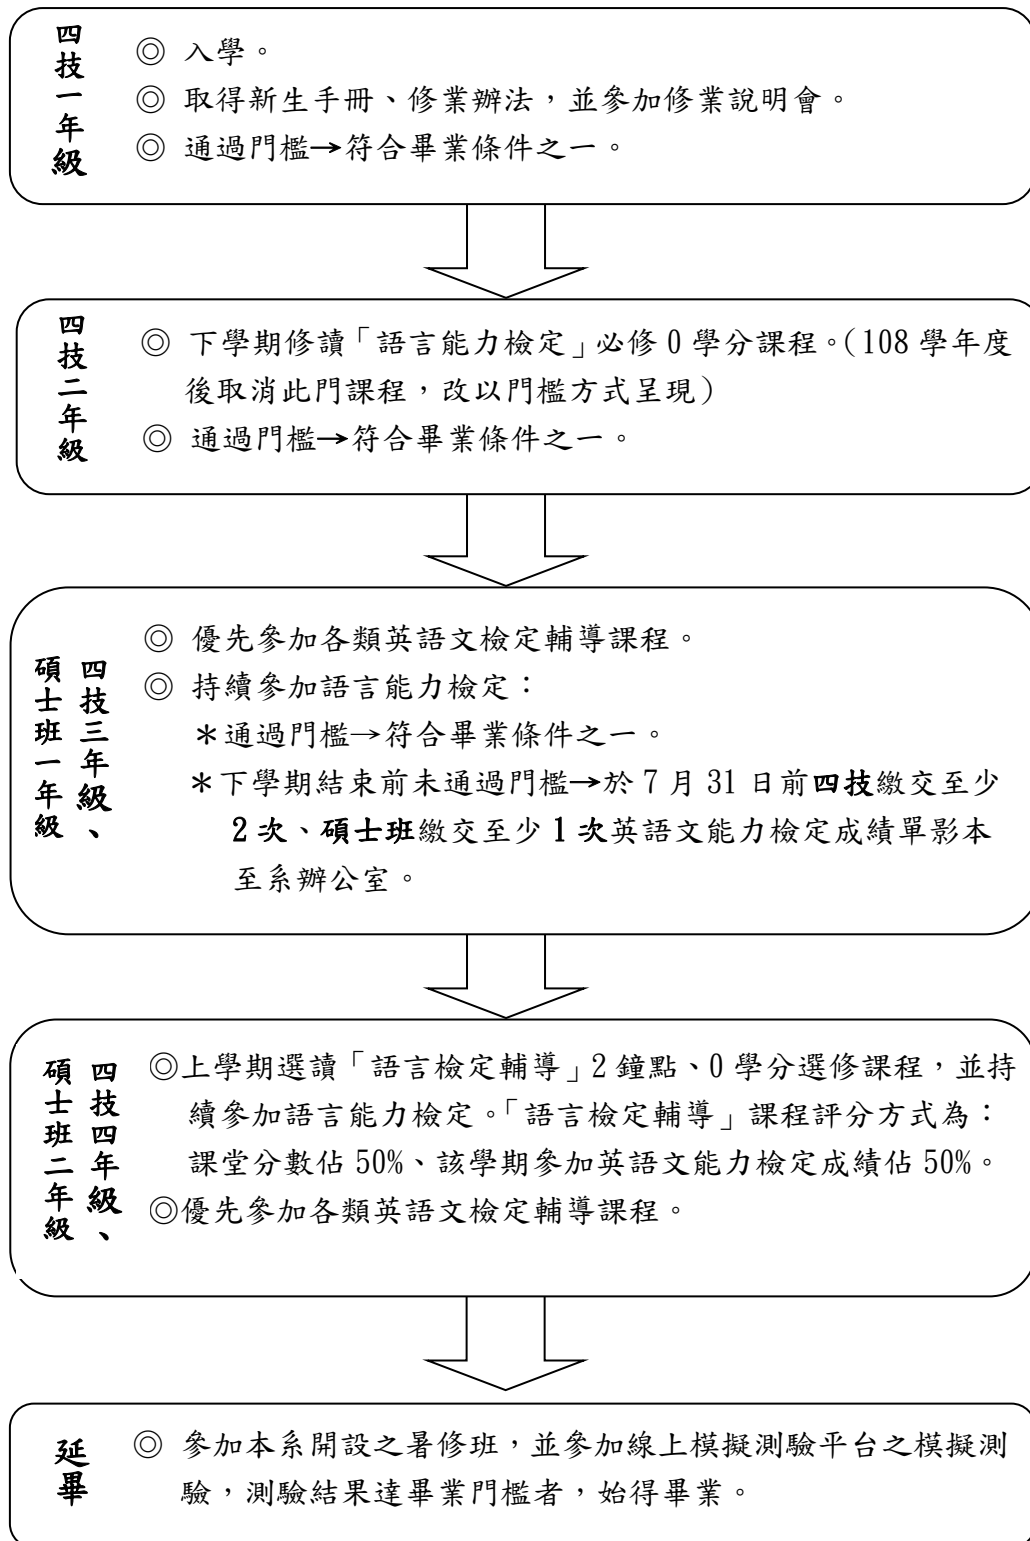 四技一年級
◎ 入學。
◎ 取得新生手冊、修業辦法，並參加修業說明會。
◎ 通過門檻→符合畢業條件之一。
四技二年級
◎ 下學期修讀「語言能力檢定」必修 0 學分課程。(108 學年度
後取消此門課程，改以門檻方式呈現)
◎ 通過門檻→符合畢業條件之一。
四技三年級、
碩士班一年級
◎ 優先參加各類英語文檢定輔導課程。
◎ 持續參加語言能力檢定：
＊通過門檻→符合畢業條件之一。
＊下學期結束前未通過門檻→於 7 月 31 日前四技繳交至少
2 次、碩士班繳交至少 1 次英語文能力檢定成績單影本
至系辦公室。
四技四年級、
碩士班二年級
◎上學期選讀「語言檢定輔導」2 鐘點、0 學分選修課程，並持
續參加語言能力檢定。「語言檢定輔導」課程評分方式為：
課堂分數佔 50%、該學期參加英語文能力檢定成績佔 50%。
◎優先參加各類英語文檢定輔導課程。
延畢
◎ 參加本系開設之暑修班，並參加線上模擬測驗平台之模擬測
驗，測驗結果達畢業門檻者，始得畢業。